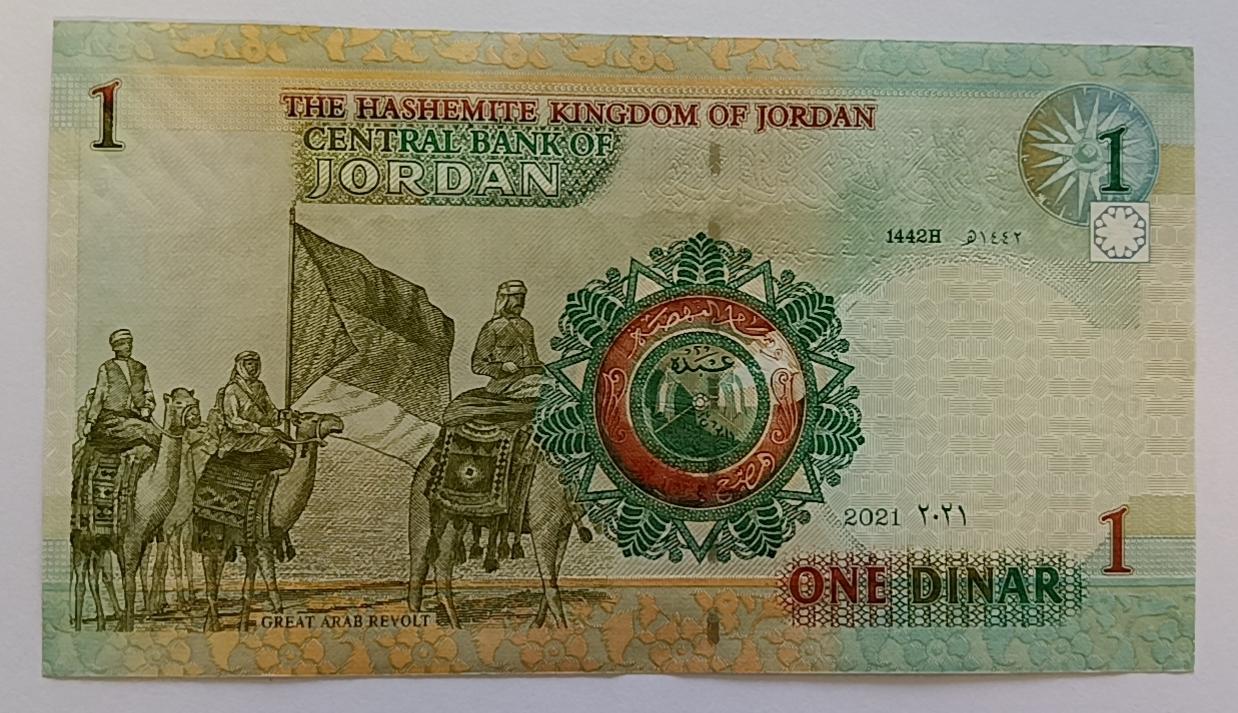 1
THE HASHEMITE KINGDOM OF JORDAN
CENTRAL BANK OF
JORDAN
1
1442H ١٤٤٢هـ
2021 ٢٠٢١
1
ONE DINAR
GREAT ARAB REVOLT